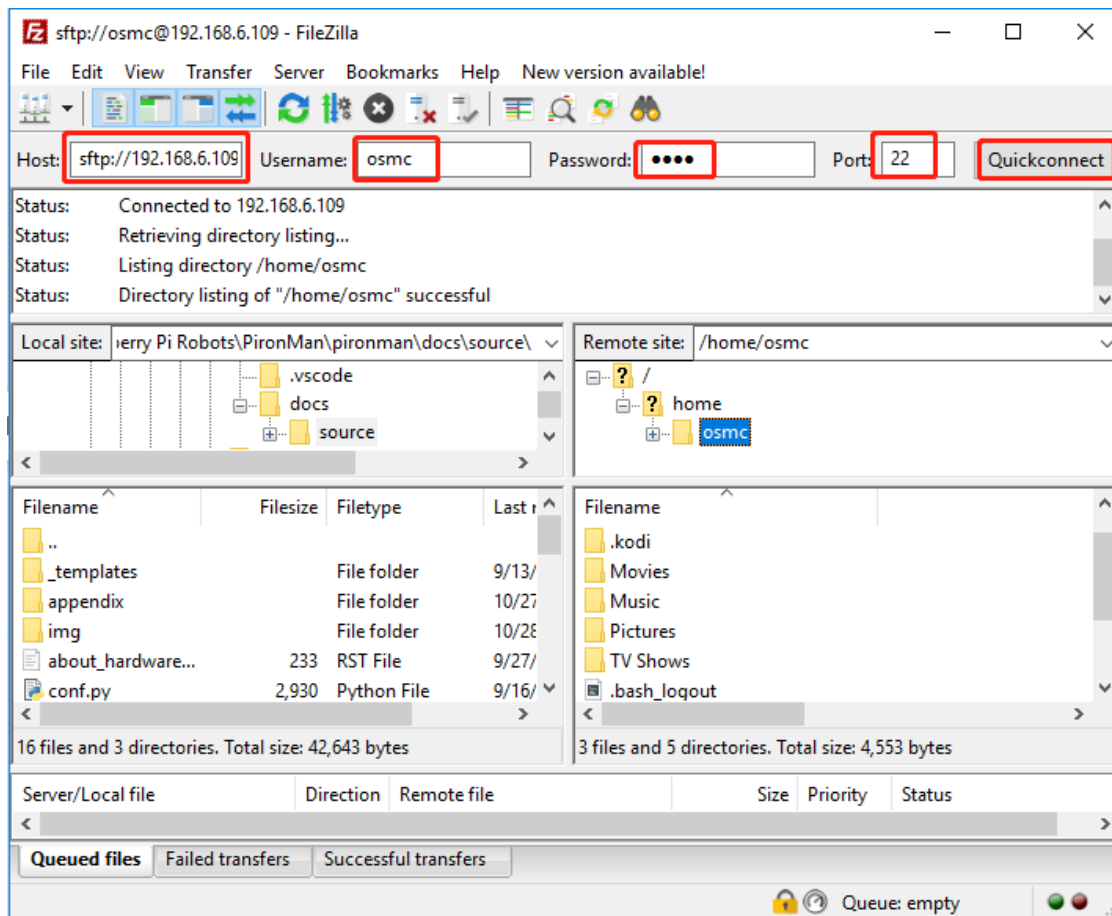 sftp://osmc@192.168.6.109 - FileZilla
File Edit View Transfer Server Bookmarks Help New version available!
Host: sftp://192.168.6.109 Username: osmc Password: ●●●● Port: 22 Quickconnect
Status: Connected to 192.168.6.109
Status: Retrieving directory listing...
Status: Listing directory /home/osmc
Status: Directory listing of "/home/osmc" successful
Local site: erry Pi Robots\PironMan\pironman\docs\source\ Remote site: /home/osmc
.vscode ? /
docs ? home
source osmc
Filename Filesize Filetype Last Filename
.. .kodi
_templates File folder 9/13/ Movies
appendix File folder 10/27 Music
img File folder 10/28 Pictures
about_hardware... 233 RST File 9/27/ TV Shows
conf.py 2,930 Python File 9/16/ .bash_logout
16 files and 3 directories. Total size: 42,643 bytes 3 files and 5 directories. Total size: 4,553 bytes
Server/Local file Direction Remote file Size Priority Status
Queued files Failed transfers Successful transfers
Queue: empty